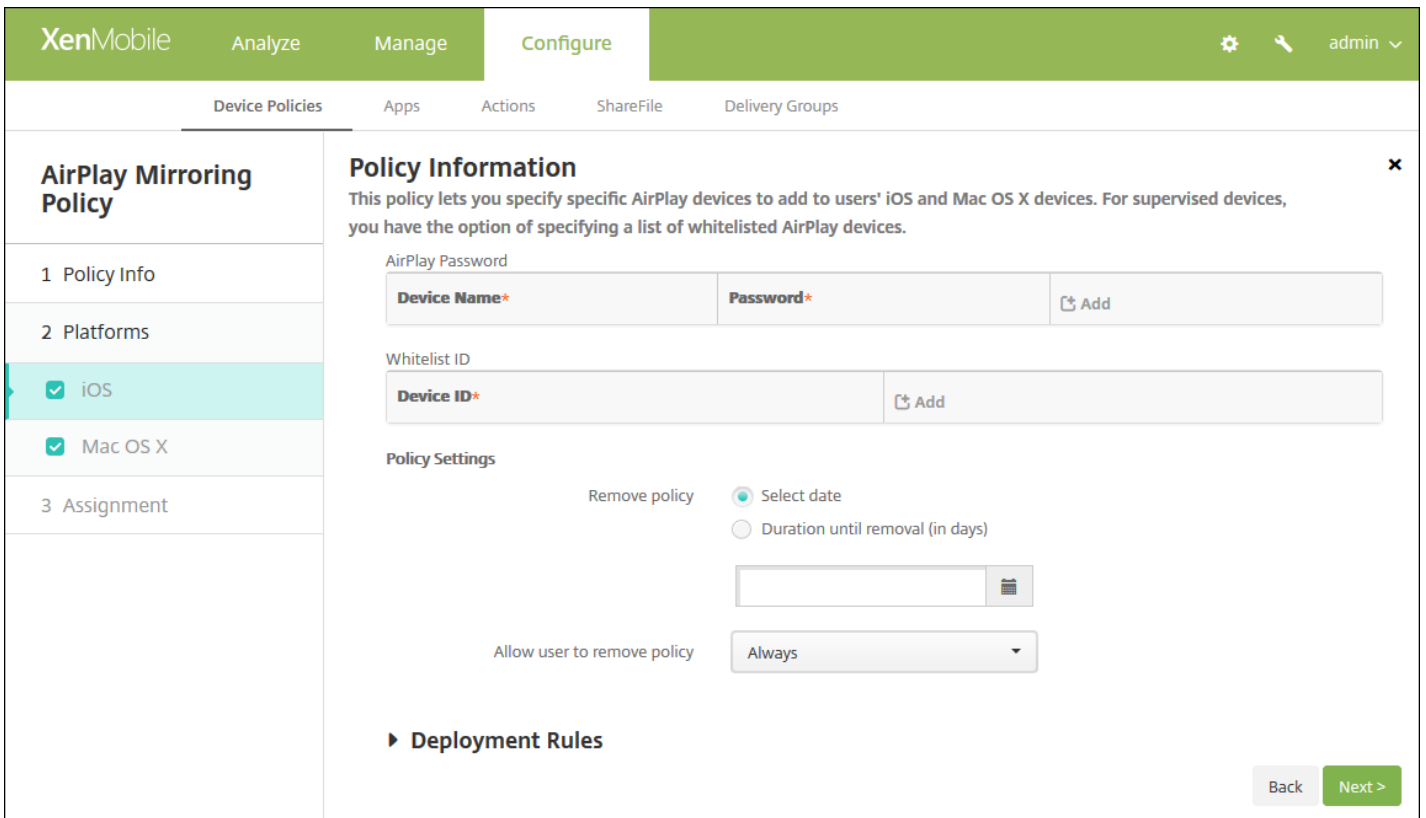 XenMobile Analyze Manage Configure admin
Device Policies Apps Actions ShareFile Delivery Groups
AirPlay Mirroring
Policy
1 Policy Info
2 Platforms
iOS
Mac OS X
3 Assignment
Policy Information
This policy lets you specify specific AirPlay devices to add to users' iOS and Mac OS X devices. For supervised devices,
you have the option of specifying a list of whitelisted AirPlay devices.
AirPlay Password
Device Name* Password* Add
Whitelist ID
Device ID* Add
Policy Settings
Remove policy Select date
Duration until removal (in days)
Allow user to remove policy Always
Deployment Rules
Back Next >